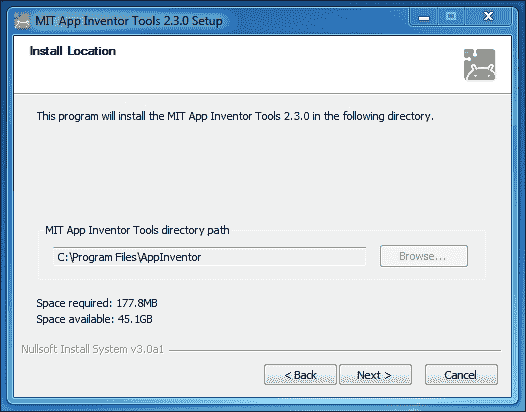 MIT App Inventor Tools 2.3.0 Setup
Install Location
This program will install the MIT App Inventor Tools 2.3.0 in the following directory.
MIT App Inventor Tools directory path
C:\Program Files\AppInventor
Browse...
Space required: 177.8MB
Space available: 45.1GB
Nullsoft Install System v3.0a1
< Back
Next >
Cancel